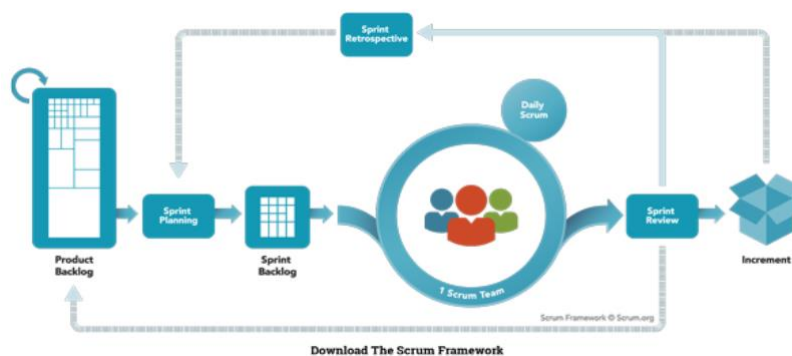 Sprint
Retrospective
Daily
Scrum
Sprint
Planning
Sprint
Review
Product
Backlog
Sprint
Backlog
1 Scrum Team
Increment
Scrum Framework © Scrum.org
Download The Scrum Framework